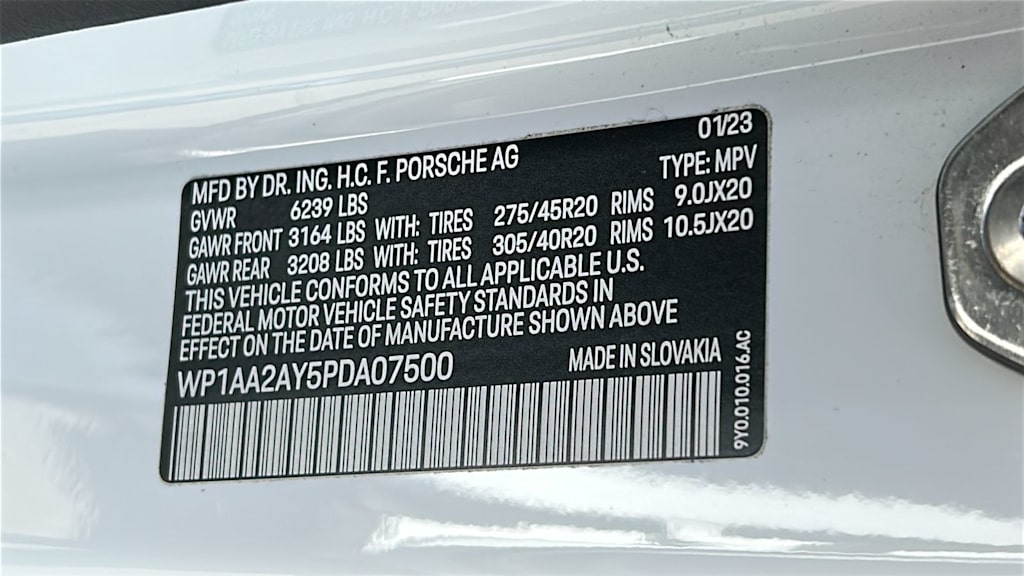 01/23
MFD BY DR. ING. H.C. F. PORSCHE AG
TYPE: MPV
GVWR 6239 LBS
GAWR FRONT 3164 LBS WITH: TIRES 275/45R20 RIMS 9.0JX20
GAWR REAR 3208 LBS WITH: TIRES 305/40R20 RIMS 10.5JX20
THIS VEHICLE CONFORMS TO ALL APPLICABLE U.S.
FEDERAL MOTOR VEHICLE SAFETY STANDARDS IN
EFFECT ON THE DATE OF MANUFACTURE SHOWN ABOVE
WP1AA2AY5PDA07500
MADE IN SLOVAKIA
9Y0.010.016.AC